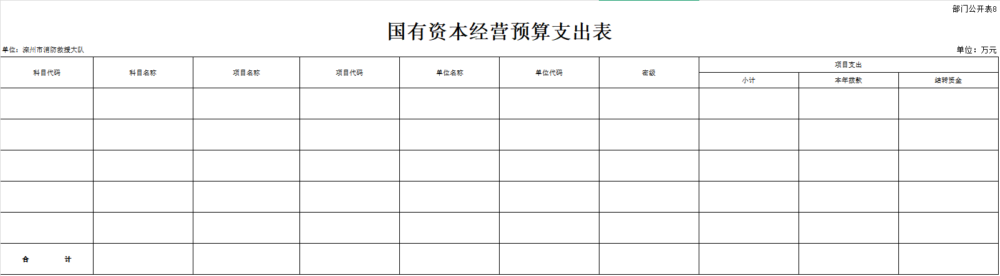 部门公开表8
国有资本经营预算支出表
单位：滦州市消防救援大队 单位：万元
科目代码 科目名称 项目名称 项目代码 单位名称 单位代码 密级 项目支出
小计 本年拨款 结转资金
合 计